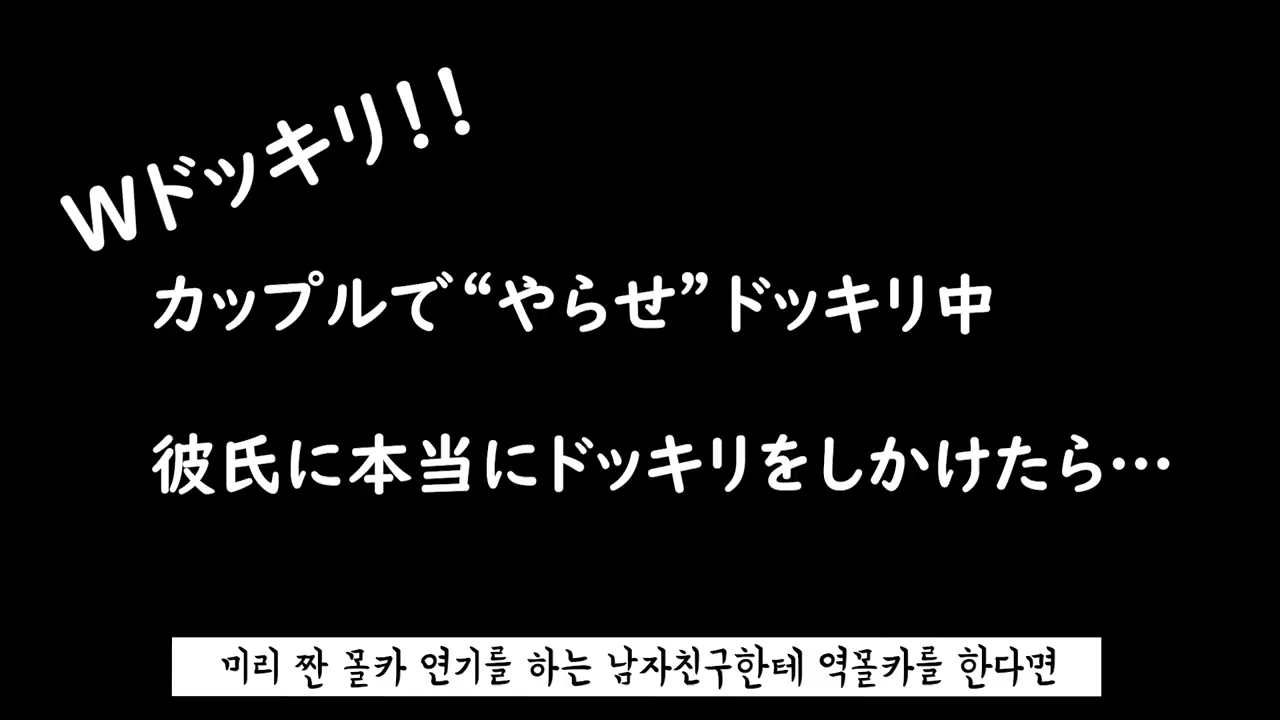 Wドッキリ!!
カップルで“やらせ”ドッキリ中
彼氏に本当にドッキリをしかけたら…
미리 짠 몰카 연기를 하는 남자친구한테 역몰카를 한다면